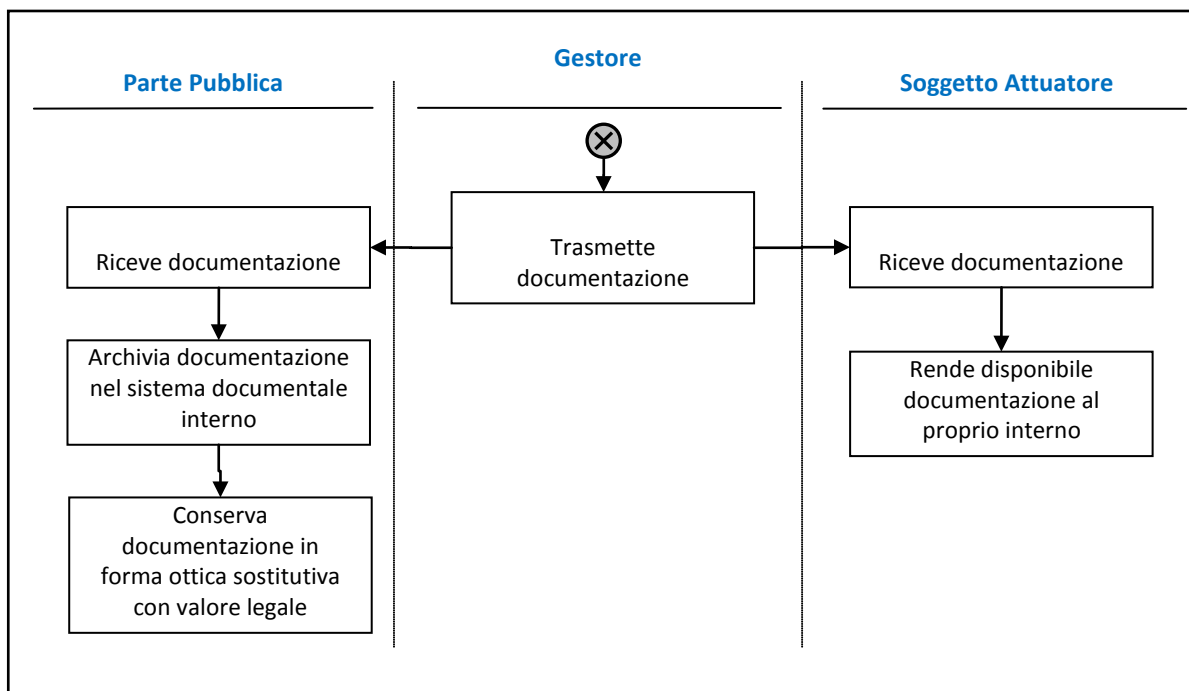 Parte Pubblica
Gestore
Soggetto Attuatore
Riceve documentazione
Archivia documentazione
nel sistema documentale
interno
Conserva
documentazione in
forma ottica sostitutiva
con valore legale
Trasmette
documentazione
Riceve documentazione
Rende disponibile
documentazione al
proprio interno